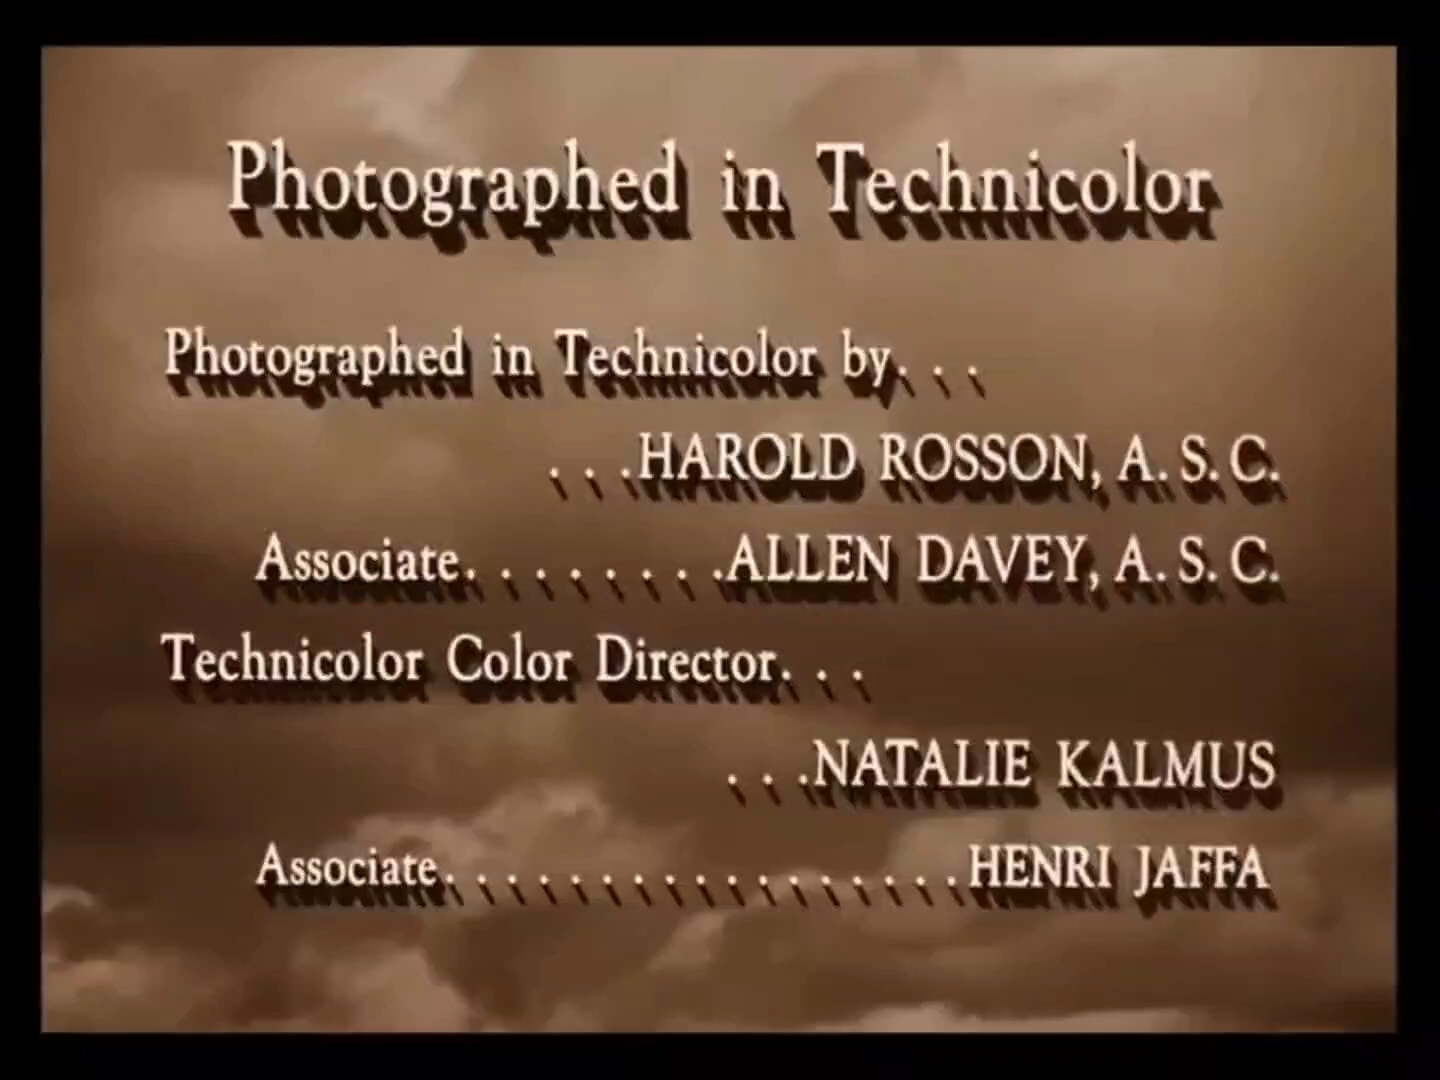 Photographed in Technicolor
Photographed in Technicolor by. . .
. . .HAROLD ROSSON, A. S. C.
Associate. . . . . . . . .ALLEN DAVEY, A. S. C.
Technicolor Color Director. . .
. . .NATALIE KALMUS
Associate. . . . . . . . . . . . . . . . .HENRI JAFFA